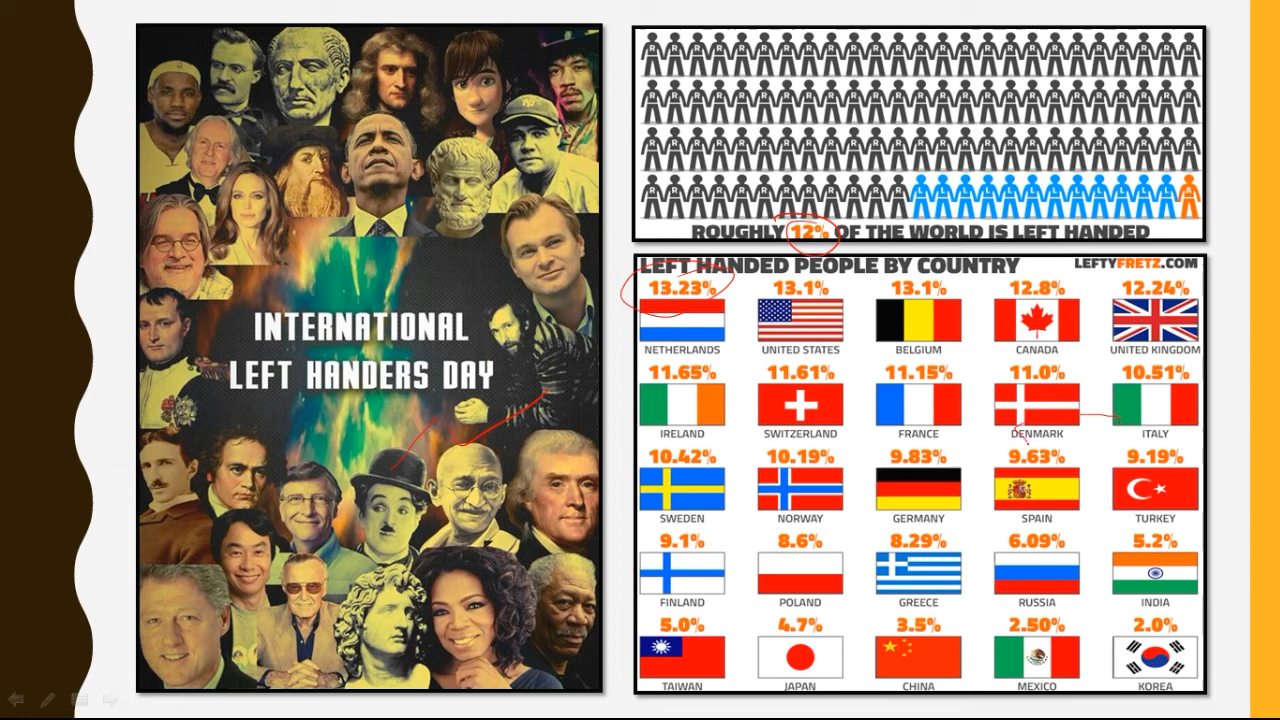 INTERNATIONAL
LEFT HANDERS DAY
ROUGHLY 12% OF THE WORLD IS LEFT HANDED
LEFT HANDED PEOPLE BY COUNTRY LEFTYFRETZ.COM
13.23% 13.1% 13.1% 12.8% 12.24%
NETHERLANDS UNITED STATES BELGIUM CANADA UNITED KINGDOM
11.65% 11.61% 11.15% 11.0% 10.51%
IRELAND SWITZERLAND FRANCE DENMARK ITALY
10.42% 10.19% 9.83% 9.63% 9.19%
SWEDEN NORWAY GERMANY SPAIN TURKEY
9.1% 8.6% 8.29% 6.09% 5.2%
FINLAND POLAND GREECE RUSSIA INDIA
5.0% 4.7% 3.5% 2.50% 2.0%
TAIWAN JAPAN CHINA MEXICO KOREA